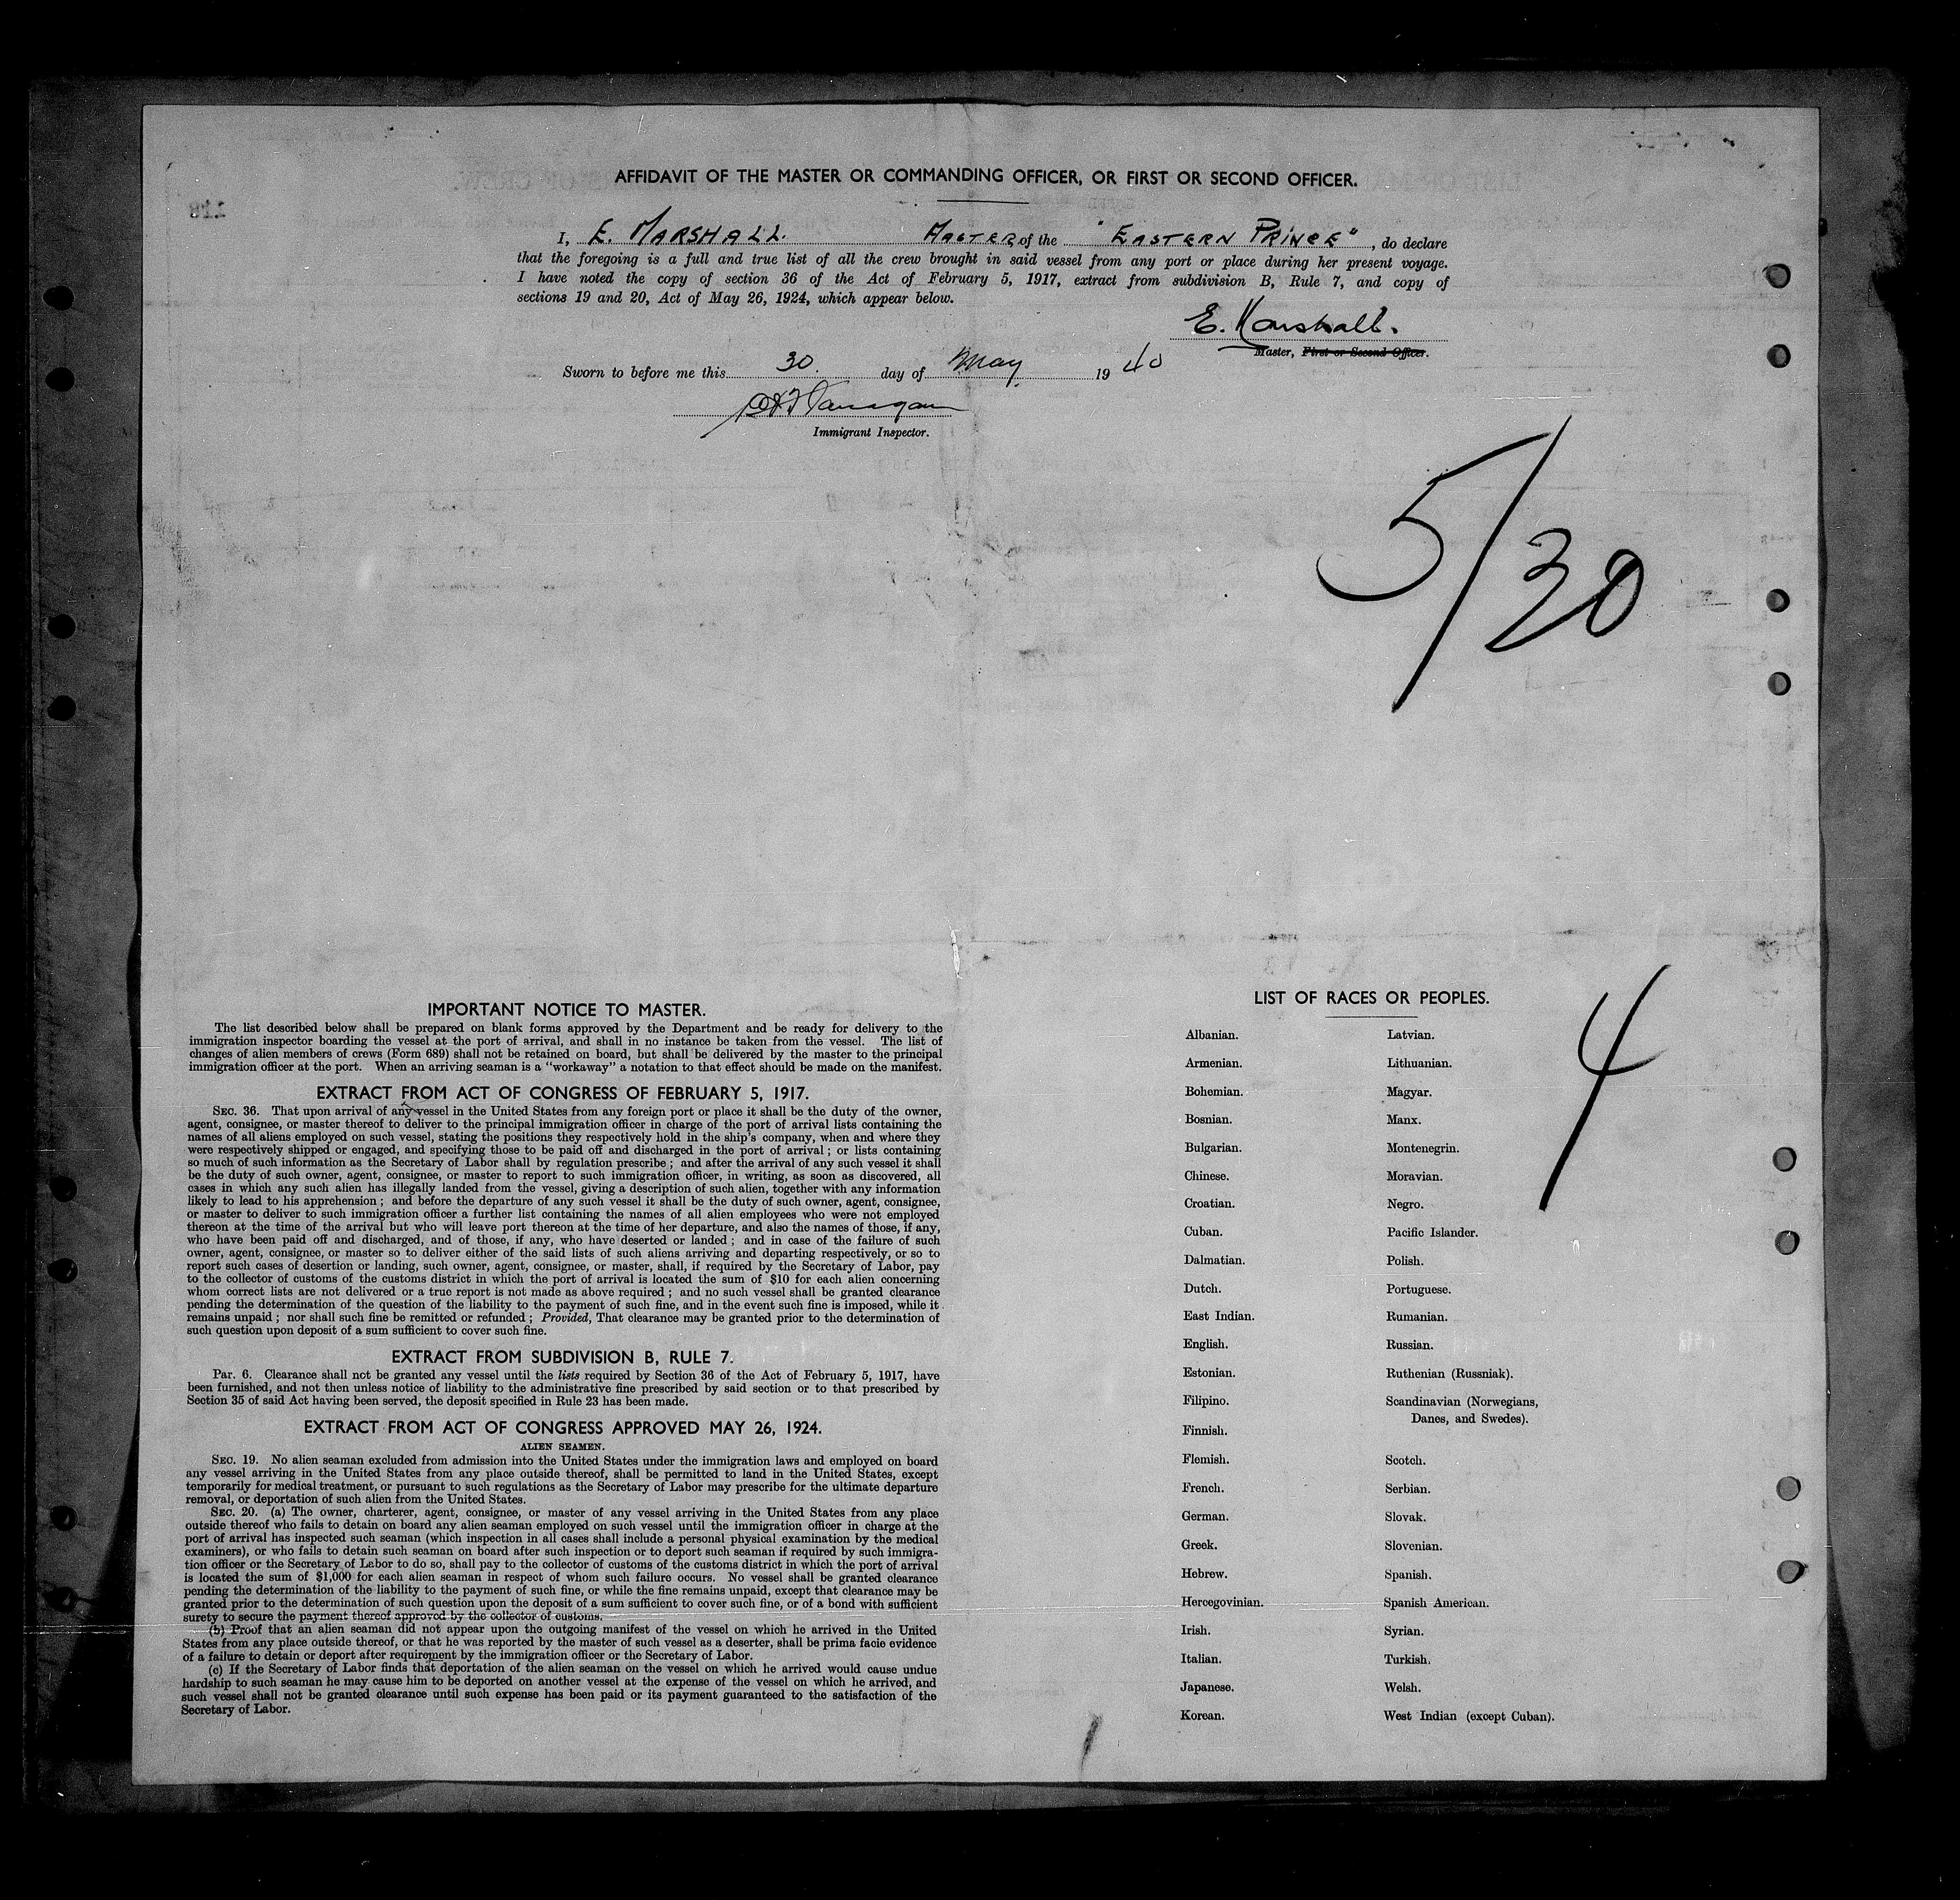 AFFIDAVIT OF THE MASTER OR COMMANDING OFFICER, OR FIRST OR SECOND OFFICER.
I, E. MARSHALL. MASTER of the "EASTERN PRINCE", do declare
that the foregoing is a full and true list of all the crew brought in said vessel from any port or place during her present voyage.
I have noted the copy of section 36 of the Act of February 5, 1917, extract from subdivision B, Rule 7, and copy of
sections 19 and 20, Act of May 26, 1924, which appear below.
E. Marshall.
Master, First or Second Officer.
Sworn to before me this 30. day of May 1940
Immigrant Inspector.
5/30
IMPORTANT NOTICE TO MASTER.
The list described below shall be prepared on blank forms approved by the Department and be ready for delivery to the
immigration inspector boarding the vessel at the port of arrival, and shall in no instance be taken from the vessel. The list of
changes of alien members of crews (Form 689) shall not be retained on board, but shall be delivered by the master to the principal
immigration officer at the port. When an arriving seaman is a "workaway" a notation to that effect should be made on the manifest.
EXTRACT FROM ACT OF CONGRESS OF FEBRUARY 5, 1917.
SEC. 36. That upon arrival of any vessel in the United States from any foreign port or place it shall be the duty of the owner,
agent, consignee, or master thereof to deliver to the principal immigration officer in charge of the port of arrival lists containing the
names of all aliens employed on such vessel, stating the positions they respectively hold in the ship's company, when and where they
were respectively shipped or engaged, and specifying those to be paid off and discharged in the port of arrival; or lists containing
so much of such information as the Secretary of Labor shall by regulation prescribe; and after the arrival of any such vessel it shall
be the duty of such owner, agent, consignee, or master to report to such immigration officer, in writing, as soon as discovered, all
cases in which any such alien has illegally landed from the vessel, giving a description of such alien, together with any information
likely to lead to his apprehension; and before the departure of any such vessel it shall be the duty of such owner, agent, consignee,
or master to deliver to such immigration officer a further list containing the names of all alien employees who were not employed
thereon at the time of the arrival but who will leave port thereon at the time of her departure, and also the names of those, if any,
who have been paid off and discharged, and of those, if any, who have deserted or landed; and in case of the failure of such
owner, agent, consignee, or master so to deliver either of the said lists of such aliens arriving and departing respectively, or so to
report such cases of desertion or landing, such owner, agent, consignee, or master, shall, if required by the Secretary of Labor, pay
to the collector of customs of the customs district in which the port of arrival is located the sum of $10 for each alien concerning
whom correct lists are not delivered or a true report is not made as above required; and no such vessel shall be granted clearance
pending the determination of the question of the liability to the payment of such fine, and in the event such fine is imposed, while it
remains unpaid; nor shall such fine be remitted or refunded; Provided, That clearance may be granted prior to the determination of
such question upon deposit of a sum sufficient to cover such fine.
EXTRACT FROM SUBDIVISION B, RULE 7.
PAR. 6. Clearance shall not be granted any vessel until the lists required by Section 36 of the Act of February 5, 1917, have
been furnished, and not then unless notice of liability to the administrative fine prescribed by said section or to that prescribed by
Section 35 of said Act having been served, the deposit specified in Rule 23 has been made.
EXTRACT FROM ACT OF CONGRESS APPROVED MAY 26, 1924.
ALIEN SEAMEN.
SEC. 19. No alien seaman excluded from admission into the United States under the immigration laws and employed on board
any vessel arriving in the United States from any place outside thereof, shall be permitted to land in the United States, except
temporarily for medical treatment, or pursuant to such regulations as the Secretary of Labor may prescribe for the ultimate departure
removal, or deportation of such alien from the United States.
SEC. 20. (a) The owner, charterer, agent, consignee, or master of any vessel arriving in the United States from any place
outside thereof who fails to detain on board any alien seaman employed on such vessel until the immigration officer in charge at the
port of arrival has inspected such seaman (which inspection in all cases shall include a personal physical examination by the medical
examiners), or who fails to detain such seaman on board after such inspection or to deport such seaman if required by such immigra-
tion officer or the Secretary of Labor to do so, shall pay to the collector of customs of the customs district in which the port of arrival
is located the sum of $1,000 for each alien seaman in respect of whom such failure occurs. No vessel shall be granted clearance
pending the determination of the liability to the payment of such fine, or while the fine remains unpaid, except that clearance may be
granted prior to the determination of such question upon the deposit of a sum sufficient to cover such fine, or of a bond with sufficient
surety to secure the payment thereof approved by the collector of customs.
(b) Proof that an alien seaman did not appear upon the outgoing manifest of the vessel on which he arrived in the United
States from any place outside thereof, or that he was reported by the master of such vessel as a deserter, shall be prima facie evidence
of a failure to detain or deport after requirement by the immigration officer or the Secretary of Labor.
(c) If the Secretary of Labor finds that deportation of the alien seaman on the vessel on which he arrived would cause undue
hardship to such seaman he may cause him to be deported on another vessel at the expense of the vessel on which he arrived, and
such vessel shall not be granted clearance until such expense has been paid or its payment guaranteed to the satisfaction of the
Secretary of Labor.
LIST OF RACES OR PEOPLES.
4
Albanian.
Armenian.
Bohemian.
Bosnian.
Bulgarian.
Chinese.
Croatian.
Cuban.
Dalmatian.
Dutch.
East Indian.
English.
Estonian.
Filipino.
Finnish.
Flemish.
French.
German.
Greek.
Hebrew.
Hercegovinian.
Irish.
Italian.
Japanese.
Korean.
Latvian.
Lithuanian.
Magyar.
Manx.
Montenegrin.
Moravian.
Negro.
Pacific Islander.
Polish.
Portuguese.
Rumanian.
Russian.
Ruthenian (Russniak).
Scandinavian (Norwegians,
Danes, and Swedes).
Scotch.
Serbian.
Slovak.
Slovenian.
Spanish.
Spanish American.
Syrian.
Turkish.
Welsh.
West Indian (except Cuban).